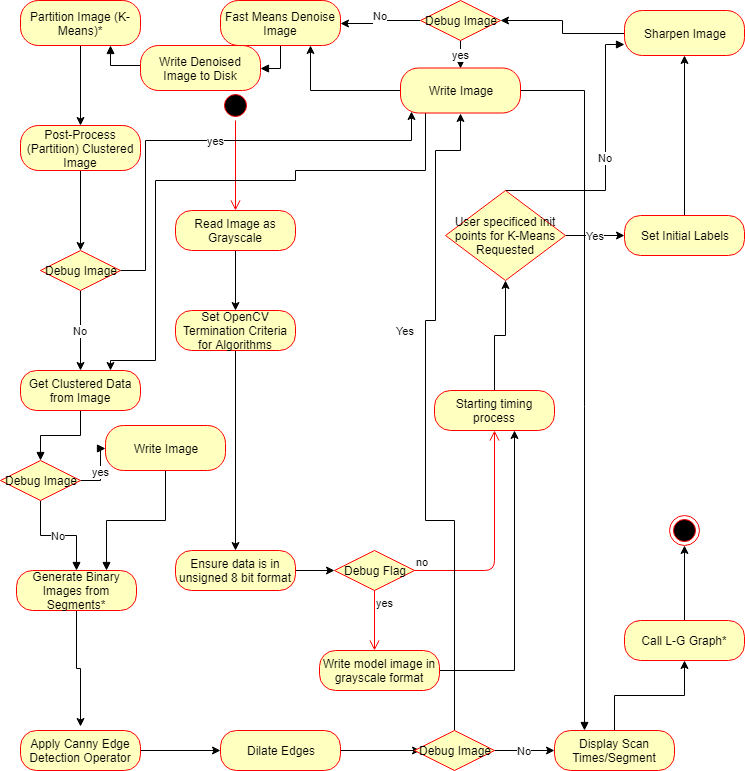 Partition Image (K-
Means)*
Fast Means Denoise
Image
No
Debug Image
Sharpen Image
Write Denoised
Image to Disk
yes
Write Image
Post-Process
(Partition) Clustered
Image
yes
No
Read Image as
Grayscale
User specificed init
points for K-Means
Requested
Yes
Set Initial Labels
Debug Image
No
Set OpenCV
Termination Criteria
for Algorithms
Yes
Get Clustered Data
from Image
Starting timing
process
Write Image
yes
Debug Image
No
Ensure data is in
unsigned 8 bit format
Debug Flag
no
Generate Binary
Images from
Segments*
yes
Write model image in
grayscale format
Call L-G Graph*
Apply Canny Edge
Detection Operator
Dilate Edges
Debug Image
No
Display Scan
Times/Segment